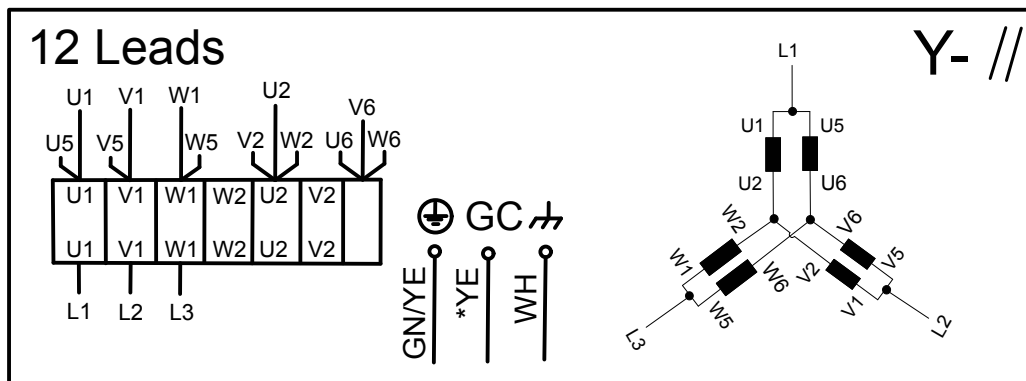 12 Leads
Y- //
U1 V1 W1 U2 V6
U5 V5 W5 V2 W2 U6 W6
U1 V1 W1 W2 U2 V2
U1 V1 W1 W2 U2 V2
L1 L2 L3
GC
GN/YE *YE WH
L1
U1 U5
U2 U6
W2 V6
W1 W6 V2 V5
W5 V1
L3 L2